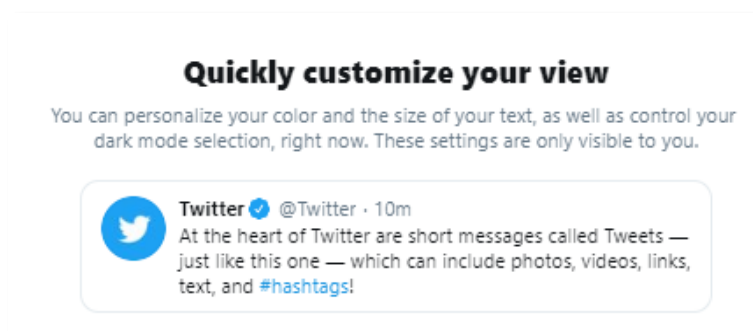 Quickly customize your view
You can personalize your color and the size of your text, as well as control your
dark mode selection, right now. These settings are only visible to you.
Twitter @Twitter · 10m
At the heart of Twitter are short messages called Tweets —
just like this one — which can include photos, videos, links,
text, and #hashtags!